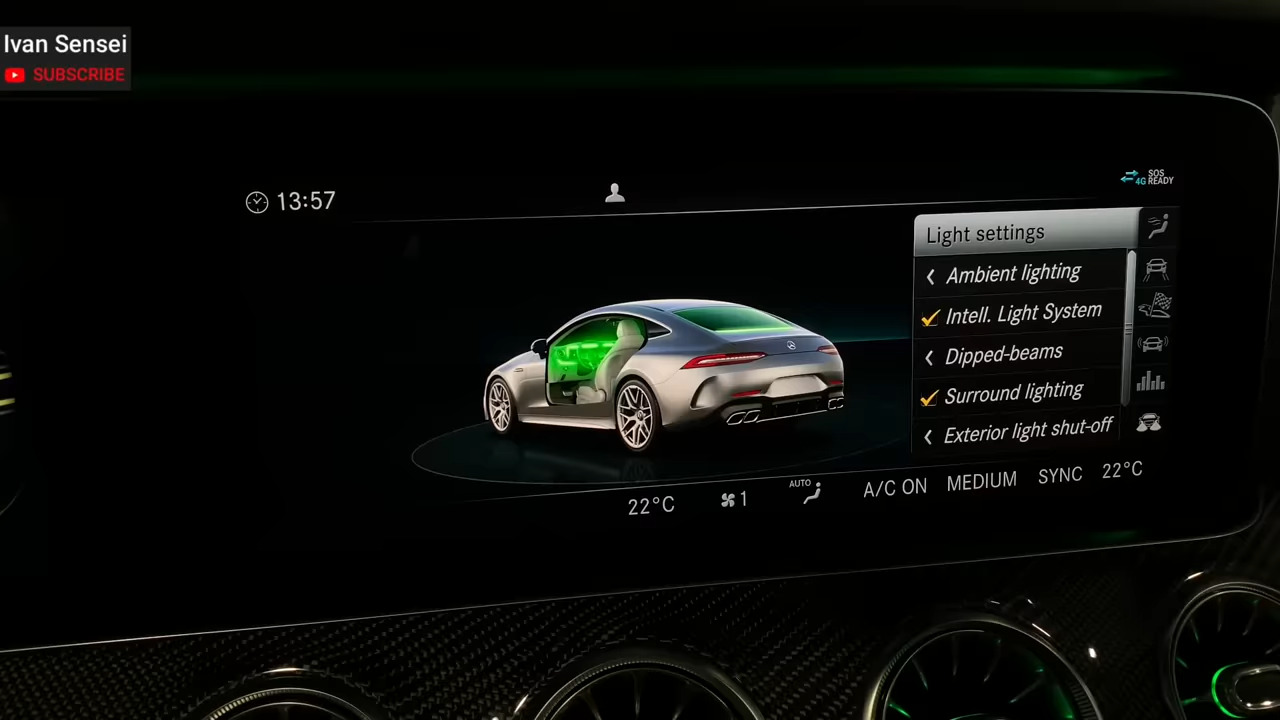 Ivan Sensei
SUBSCRIBE
13:57
4G SOS READY
Light settings
Ambient lighting
Intell. Light System
Dipped-beams
Surround lighting
Exterior light shut-off
22°C 1 AUTO A/C ON MEDIUM SYNC 22°C